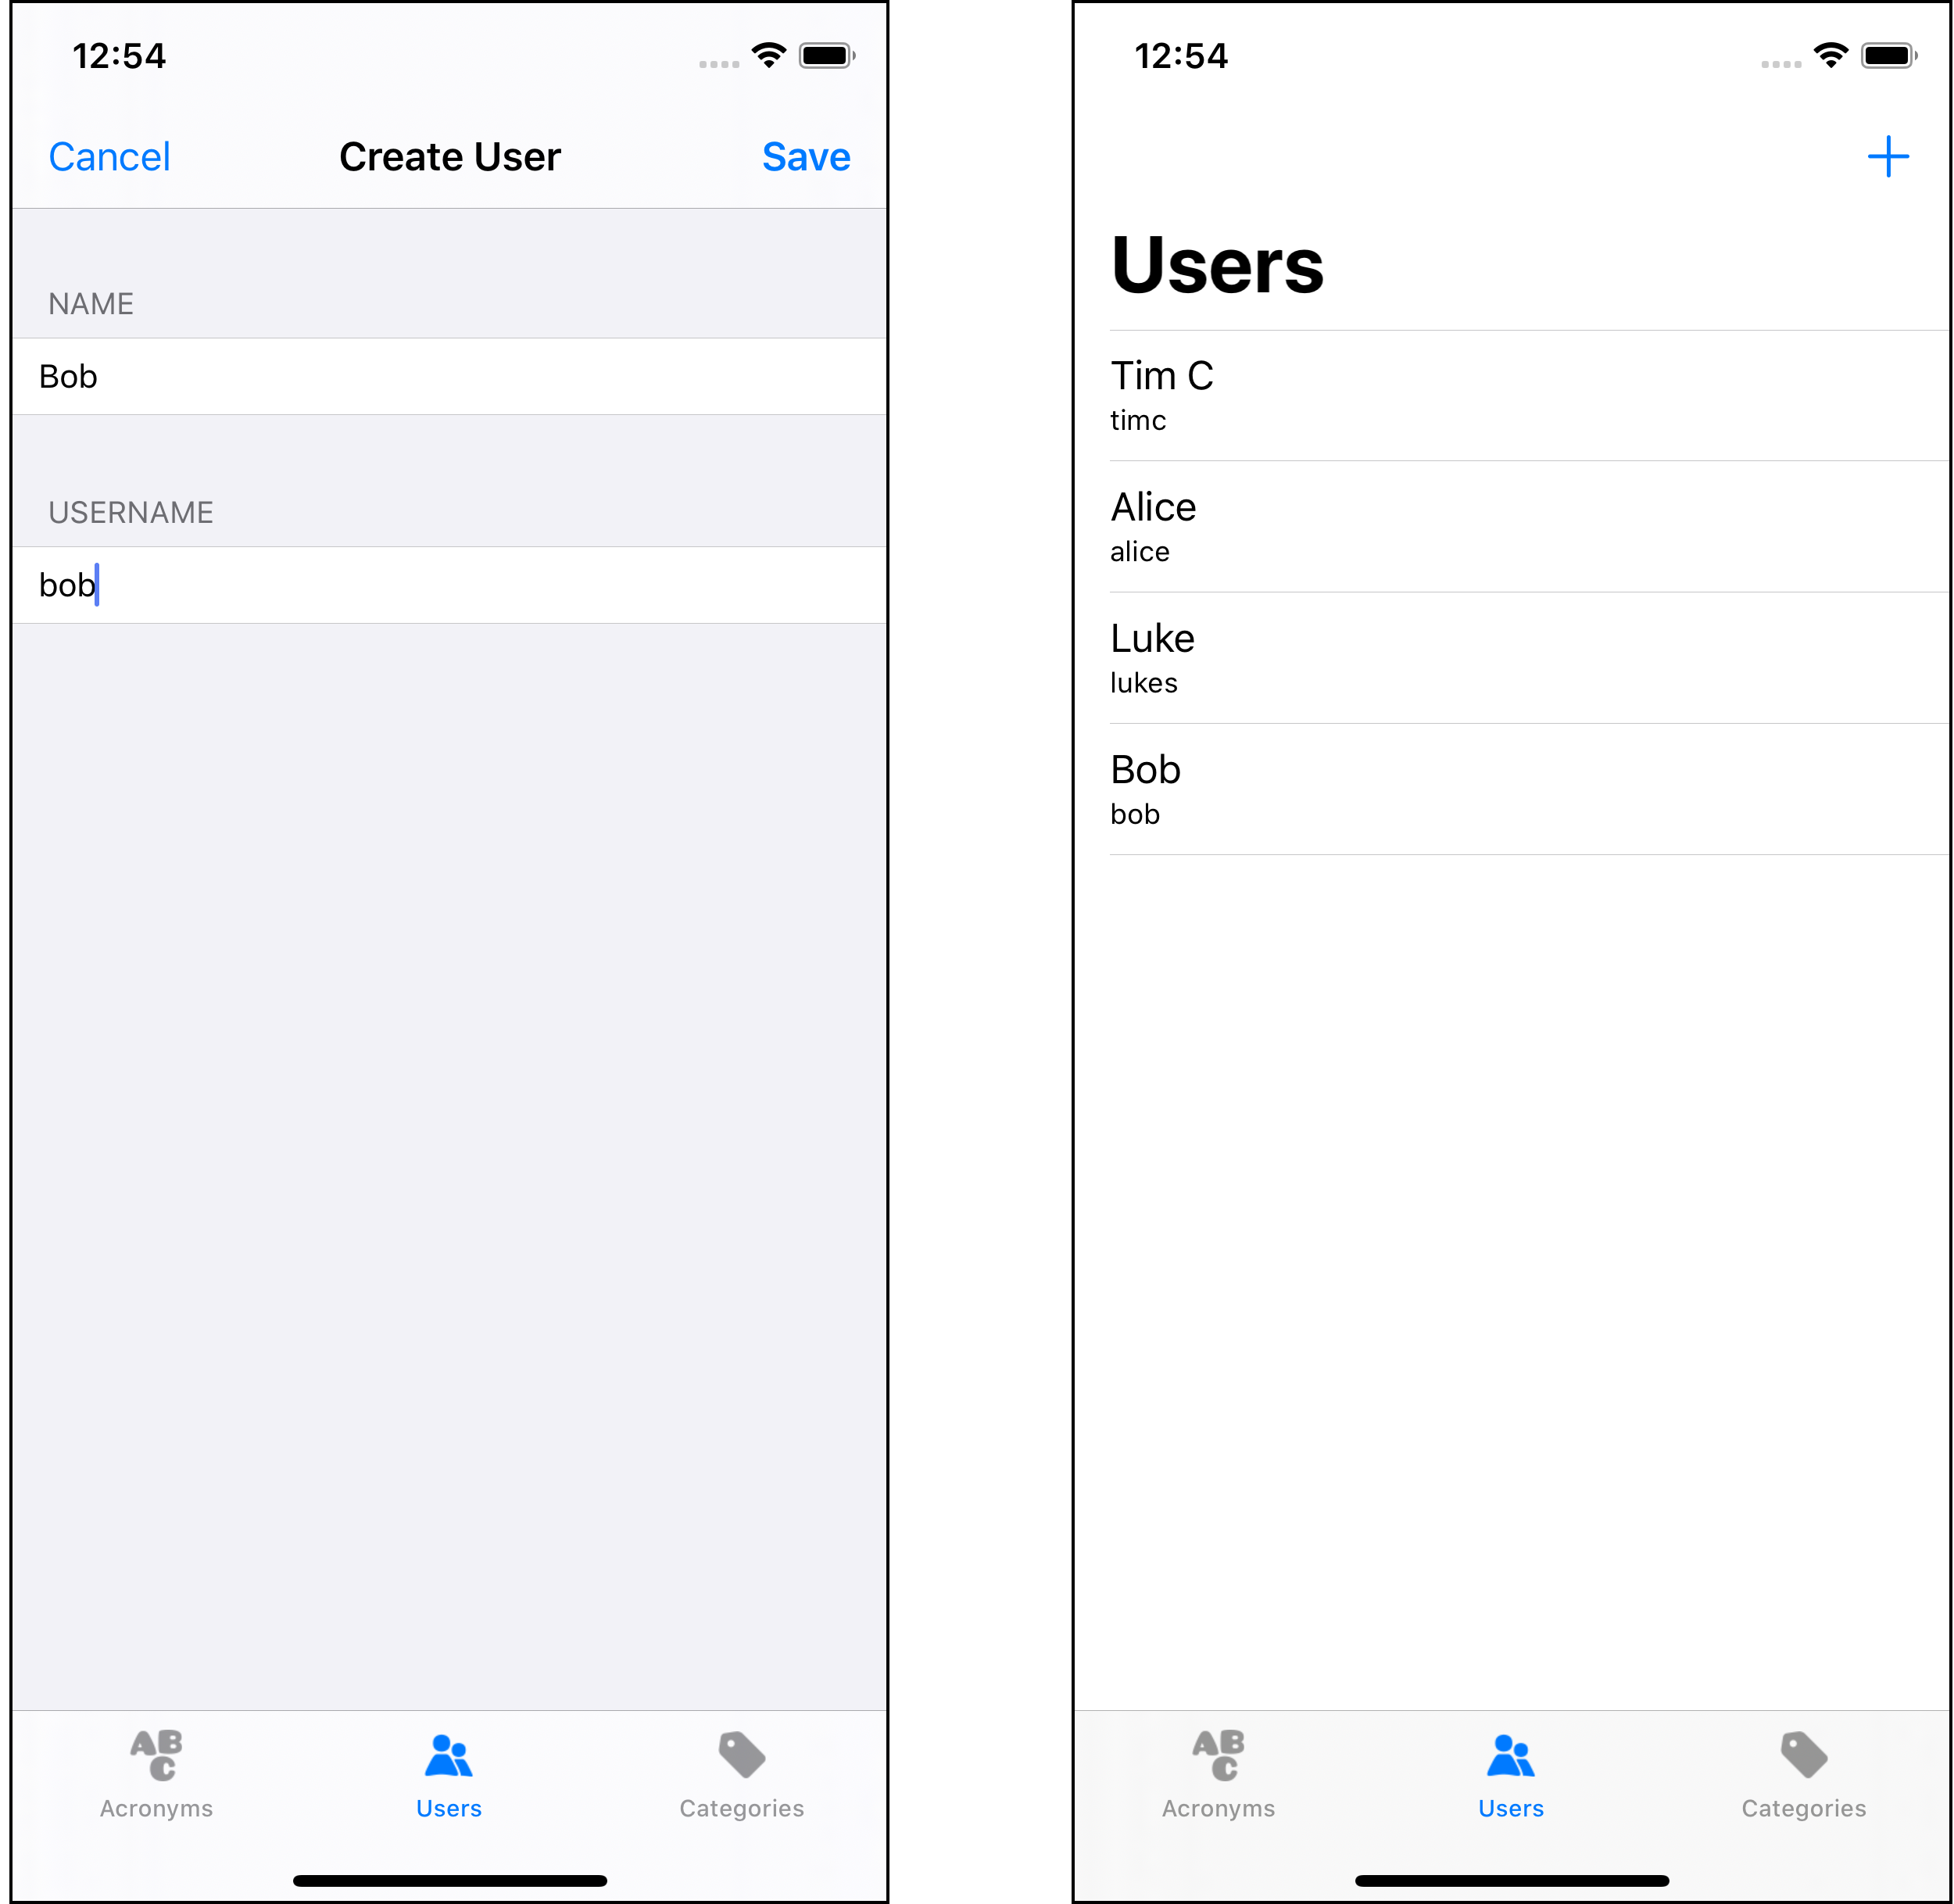 12:54
Cancel Create User Save
NAME
Bob
USERNAME
bob
ABC
Acronyms Users Categories
12:54
Users
Tim C
timc
Alice
alice
Luke
lukes
Bob
bob
ABC
Acronyms Users Categories